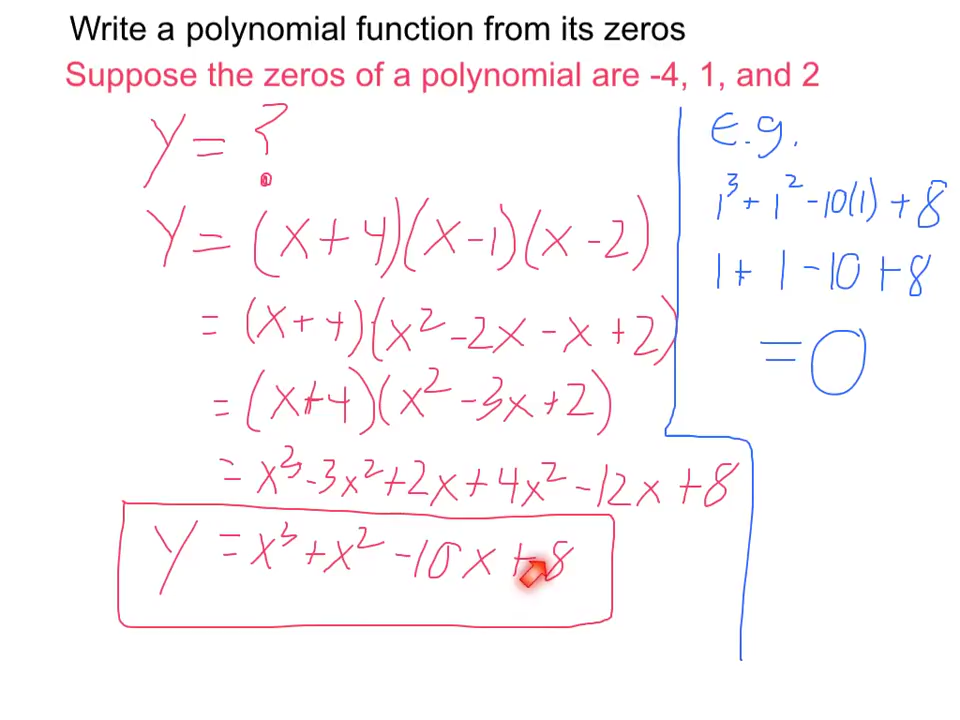 Write a polynomial function from its zeros
Suppose the zeros of a polynomial are -4, 1, and 2
Y = ?
Y = (x+4)(x-1)(x-2)
= (x+4)(x² -2x -x +2)
= (x+4)(x² -3x+2)
= x³-3x²+2x+4x²-12x+8
Y = x³ +x² -10x +8
E.g.
1³+1²-10(1)+8
1+1-10+8
=0